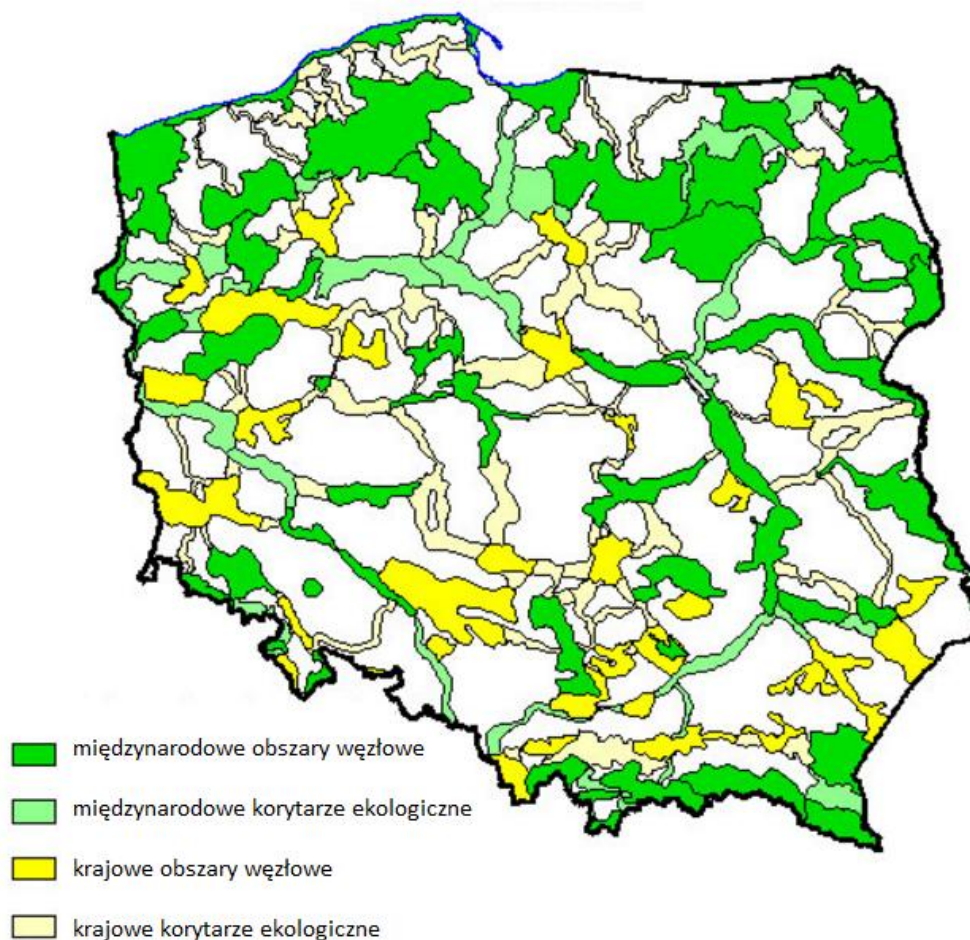 międzynarodowe obszary węzłowe
międzynarodowe korytarze ekologiczne
krajowe obszary węzłowe
krajowe korytarze ekologiczne